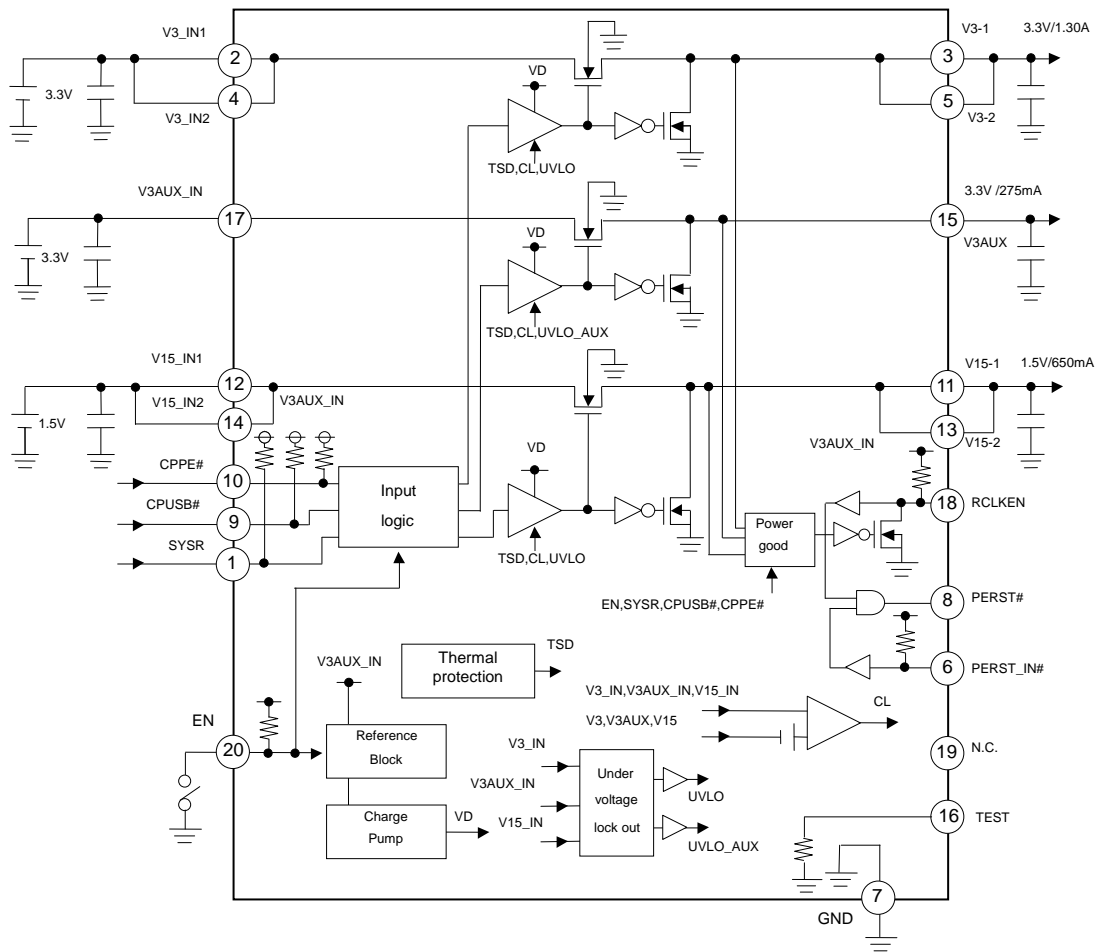 V3_IN1
V3-1
3.3V/1.30A
2
3
VD
3.3V
4
5
V3_IN2
V3-2
TSD,CL,UVLO
V3AUX_IN
3.3V /275mA
17
15
VD
V3AUX
3.3V
TSD,CL,UVLO_AUX
V15_IN1
V15-1
1.5V/650mA
12
11
V15_IN2
V3AUX_IN
1.5V
14
13
V15-2
VD
V3AUX_IN
CPPE#
10
Input
logic
18
RCLKEN
CPUSB#
9
Power
good
SYSR
1
TSD,CL,UVLO
EN,SYSR,CPUSB#,CPPE#
8
PERST#
Thermal
protection
TSD
V3AUX_IN
6
PERST_IN#
V3_IN,V3AUX_IN,V15_IN
CL
EN
V3,V3AUX,V15
20
Reference
Block
V3_IN
19
N.C.
Under
voltage
lock out
V3AUX_IN
UVLO
Charge
Pump
VD
V15_IN
16
TEST
UVLO_AUX
7
GND